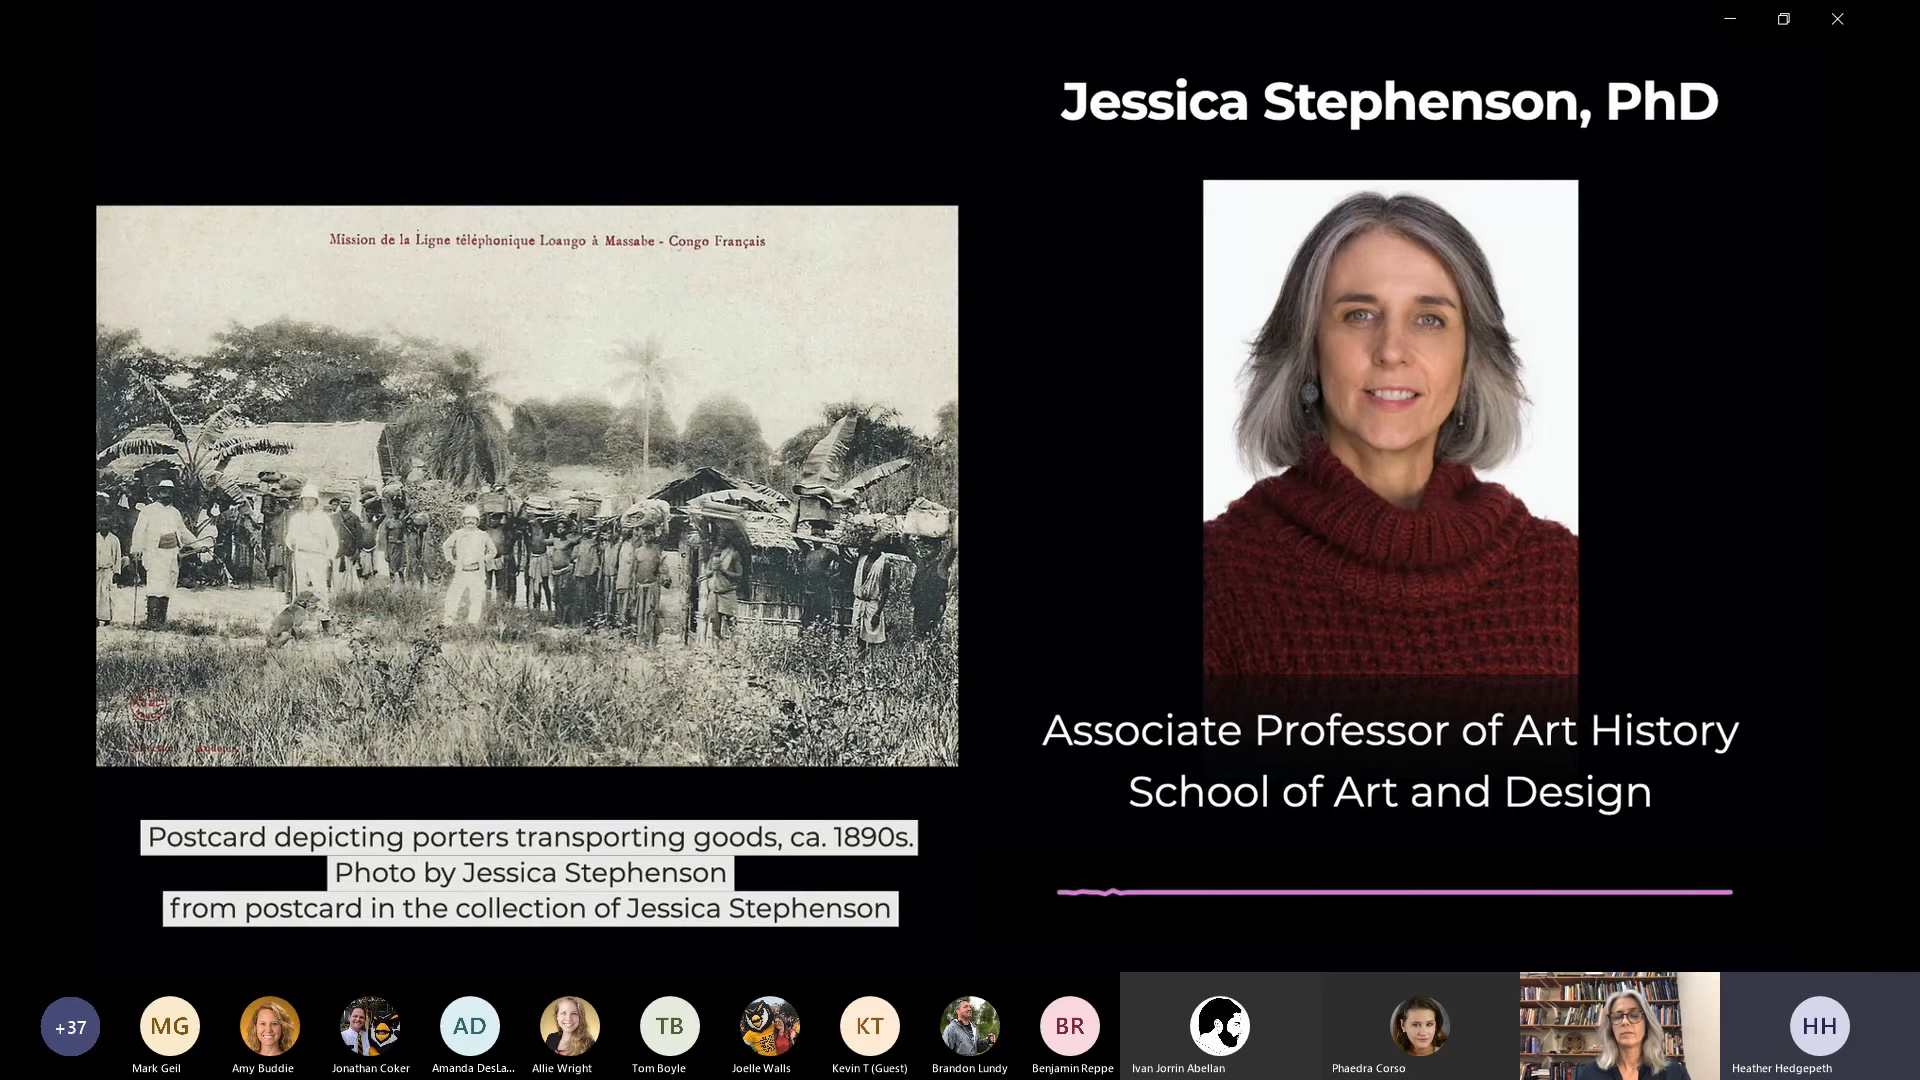 Jessica Stephenson, PhD
Mission de la Ligne téléphonique Loango à Massabe - Congo Français
Associate Professor of Art History
School of Art and Design
Postcard depicting porters transporting goods, ca. 1890s.
Photo by Jessica Stephenson
from postcard in the collection of Jessica Stephenson
+37
MG
AD
TB
KT
BR
HH
Mark Geil
Amy Buddie
Jonathan Coker
Amanda DesLa...
Allie Wright
Tom Boyle
Joelle Walls
Kevin T (Guest)
Brandon Lundy
Benjamin Reppe
Ivan Jorrin Abellan
Phaedra Corso
Heather Hedgepeth